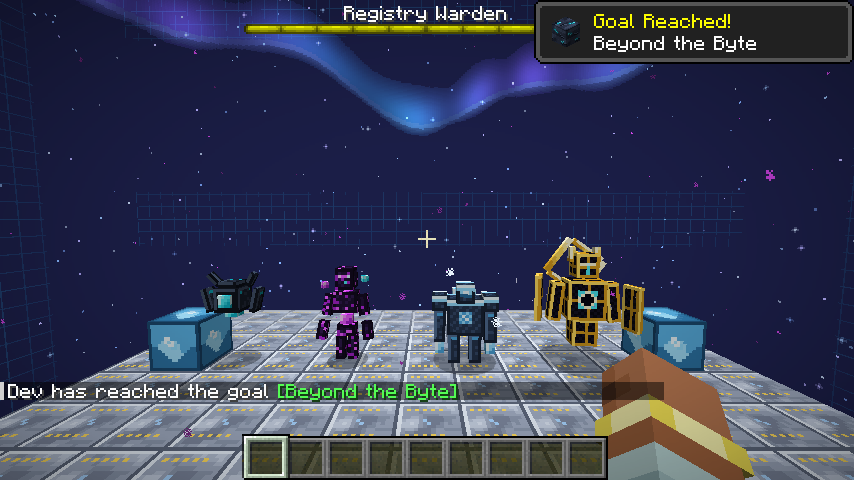 Registry Warden
Goal Reached!
Beyond the Byte
Dev has reached the goal [Beyond the Byte]